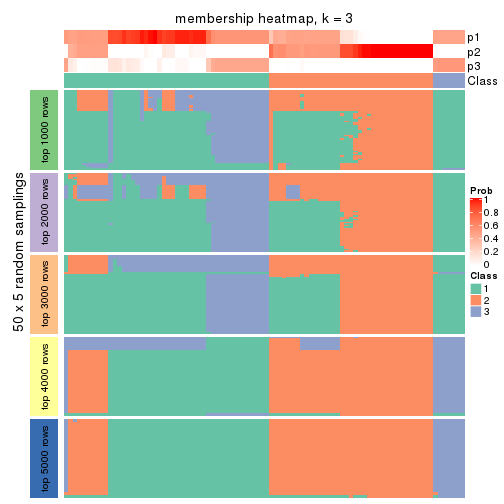 membership heatmap, k = 3
p1
p2
p3
Class
50 x 5 random samplings
top 1000 rows
top 2000 rows
top 3000 rows
top 4000 rows
top 5000 rows
Prob
1
0.8
0.6
0.4
0.2
0
Class
1
2
3